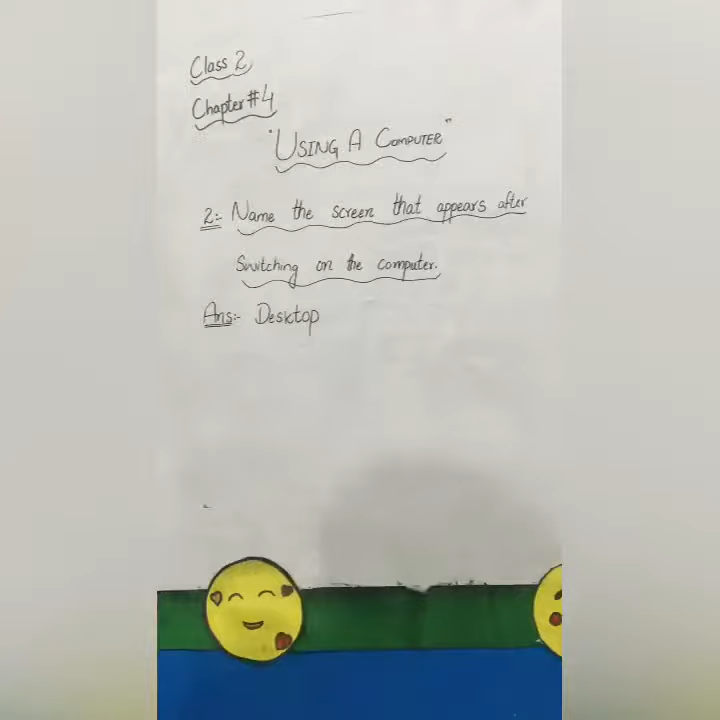 Class 2
Chapter #4
"USING A COMPUTER"
2:- Name the screen that appears after
Switching on the computer.
Ans:- Desktop